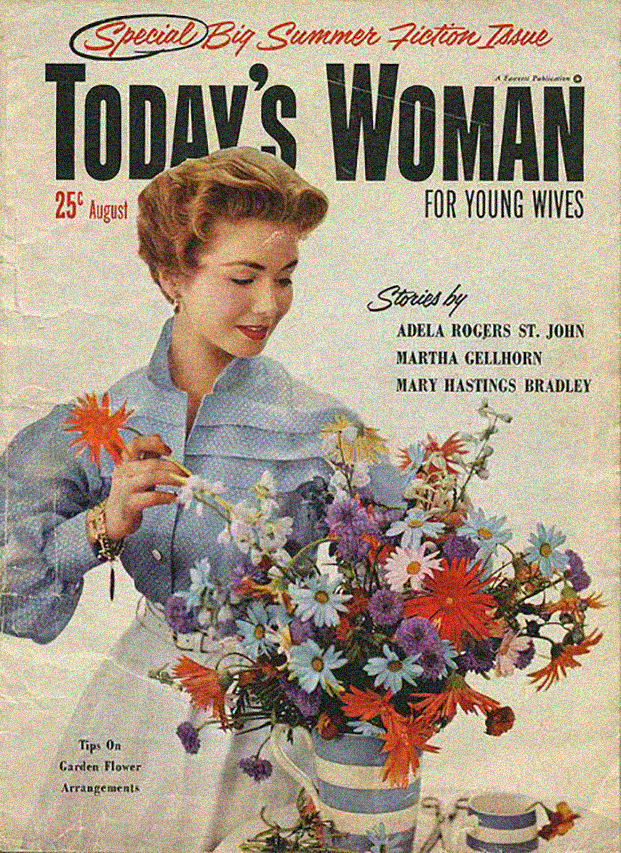 Special Big Summer Fiction Issue
A Fawcett Publication
TODAY'S WOMAN
25¢ August
FOR YOUNG WIVES
Stories by
ADELA ROGERS ST. JOHN
MARTHA GELLHORN
MARY HASTINGS BRADLEY
Tips On
Garden Flower
Arrangements